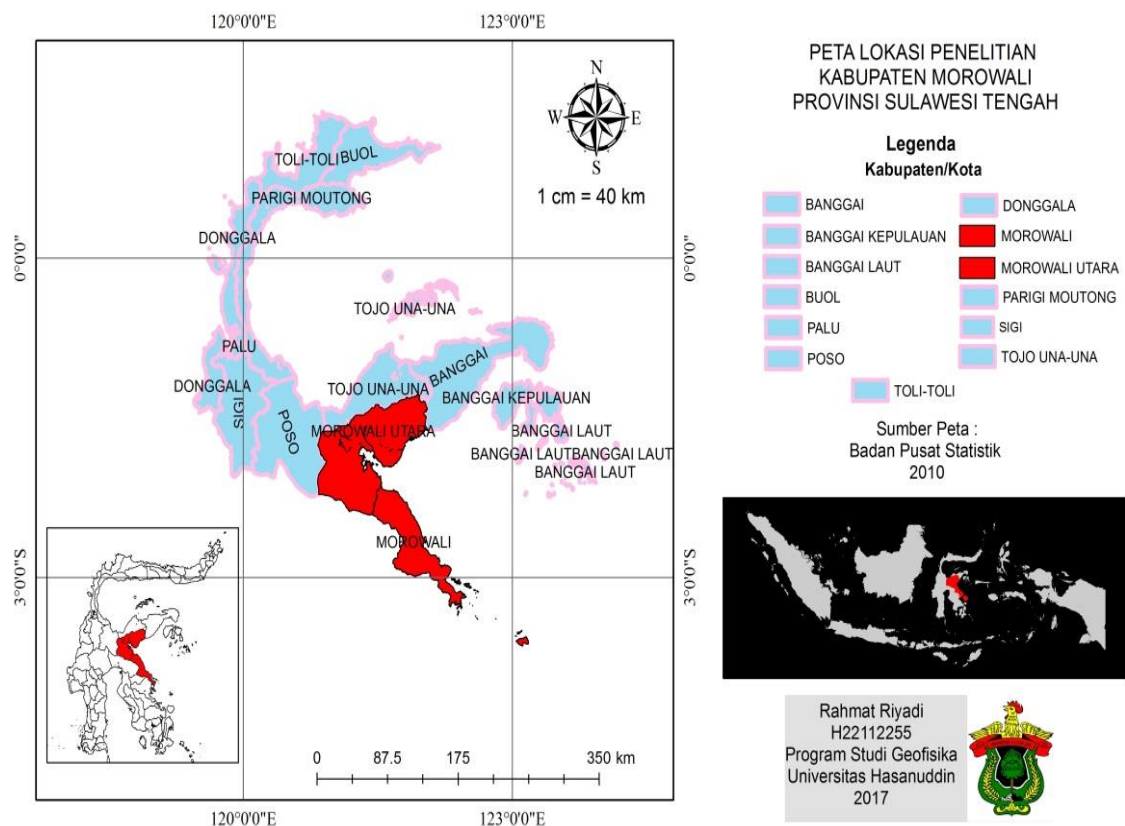 120°0'0"E
123°0'0"E
0°0'0"
3°0'0"S
0°0'0"
3°0'0"S
120°0'0"E
123°0'0"E
N
W
E
S
1 cm = 40 km
TOLI-TOLI
BUOL
PARIGI MOUTONG
DONGGALA
TOJO UNA-UNA
PALU
BANGGAI
DONGGALA
TOJO UNA-UNA
SIGI
POSO
BANGGAI KEPULAUAN
MOROWALI UTARA
BANGGAI LAUT
BANGGAI LAUT
BANGGAI LAUT
BANGGAI LAUT
MOROWALI
0 87.5 175 350 km
PETA LOKASI PENELITIAN
KABUPATEN MOROWALI
PROVINSI SULAWESI TENGAH
Legenda
Kabupaten/Kota
BANGGAI
BANGGAI KEPULAUAN
BANGGAI LAUT
BUOL
PALU
POSO
DONGGALA
MOROWALI
MOROWALI UTARA
PARIGI MOUTONG
SIGI
TOJO UNA-UNA
TOLI-TOLI
Sumber Peta :
Badan Pusat Statistik
2010
Rahmat Riyadi
H22112255
Program Studi Geofisika
Universitas Hasanuddin
2017